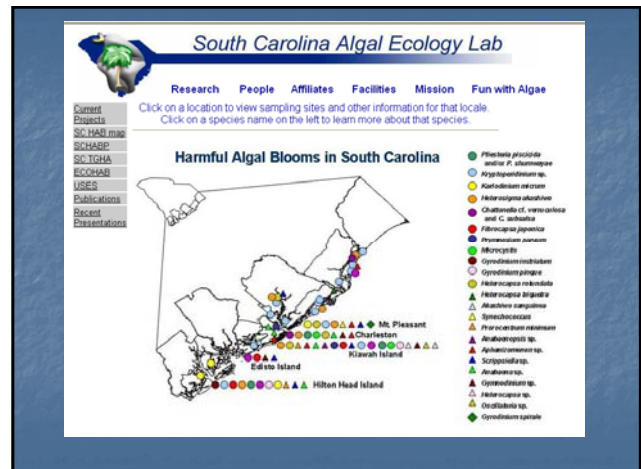 South Carolina Algal Ecology Lab
Research People Affiliates Facilities Mission Fun with Algae
Click on a location to view sampling sites and other information for that locale.
Click on a species name on the left to learn more about that species.
Current
Projects
SC HAB map
SCHABP
SC TGHA
ECOHAB
USES
Publications
Recent
Presentations
Harmful Algal Blooms in South Carolina
Mt. Pleasant
Charleston
Kiawah Island
Edisto Island
Hilton Head Island
Pfiesteria piscicida
and/or P. shumwayae
Kryptoperidinium sp.
Karlodinium micrum
Heterosigma akashiwo
Chattonella cf. verruculosa
and C. subsalsa
Fibrocapsa japonica
Prymnesium parvum
Microcystis
Gyrodinium instriatum
Gyrodinium pingue
Heterocapsa rotundata
Heterocapsa triquetra
Akashiwo sanguinea
Synechococcus
Prorocentrum minimum
Anabaenopsis sp.
Aphanizomenon sp.
Scrippsiella sp.
Anabaena sp.
Gymnodinium sp.
Heterocapsa sp.
Oscillatoria sp.
Gyrodinium spirale